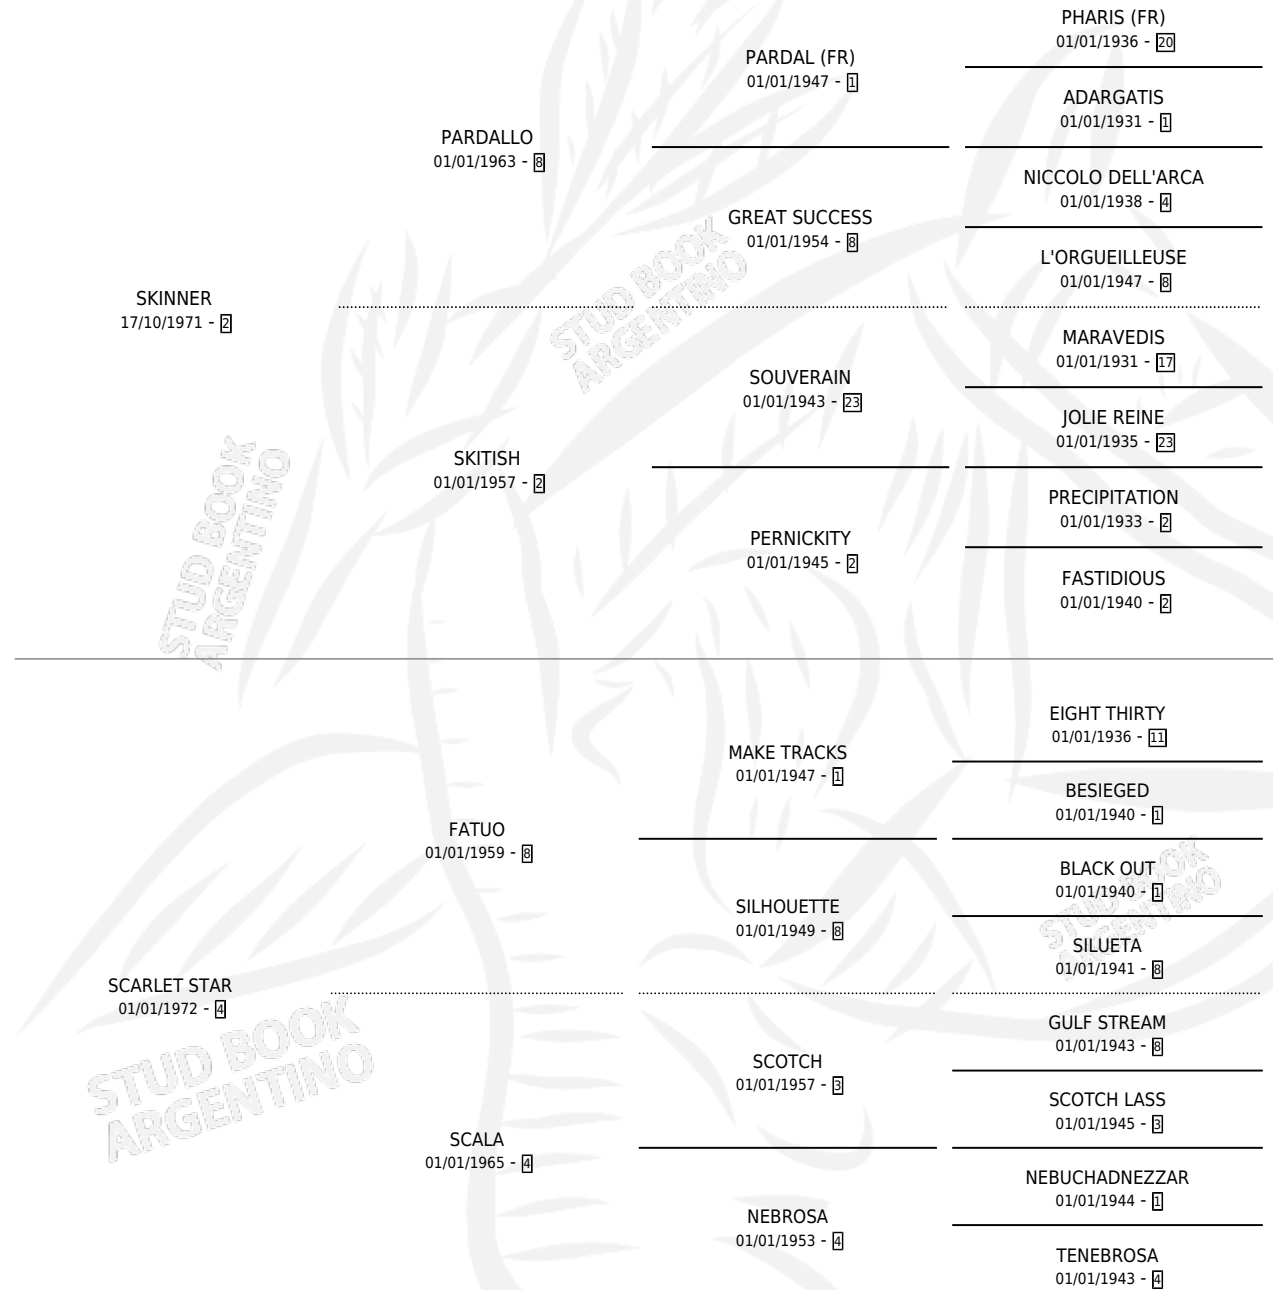 PHARIS (FR)
01/01/1936 - 20
PARDAL (FR)
01/01/1947 - 1
ADARGATIS
01/01/1931 - 1
PARDALLO
01/01/1963 - 8
NICCOLO DELL'ARCA
01/01/1938 - 4
GREAT SUCCESS
01/01/1954 - 8
L'ORGUEILLEUSE
01/01/1947 - 8
SKINNER
17/10/1971 - 2
STUD BOOK
ARGENTINO
MARAVEDIS
01/01/1931 - 17
SOUVERAIN
01/01/1943 - 23
JOLIE REINE
01/01/1935 - 23
SKITISH
01/01/1957 - 2
STUD BOOK
ARGENTINO
PRECIPITATION
01/01/1933 - 2
PERNICKITY
01/01/1945 - 2
FASTIDIOUS
01/01/1940 - 2
EIGHT THIRTY
01/01/1936 - 11
MAKE TRACKS
01/01/1947 - 1
BESIEGED
01/01/1940 - 1
FATUO
01/01/1959 - 8
BLACK OUT
01/01/1940 - 1
STUD BOOK
ARGENTINO
SILHOUETTE
01/01/1949 - 8
SILUETA
01/01/1941 - 8
SCARLET STAR
01/01/1972 - 4
STUD BOOK
ARGENTINO
GULF STREAM
01/01/1943 - 8
SCOTCH
01/01/1957 - 3
SCOTCH LASS
01/01/1945 - 3
SCALA
01/01/1965 - 4
NEBUCHADNEZZAR
01/01/1944 - 1
NEBROSA
01/01/1953 - 4
TENEBROSA
01/01/1943 - 4